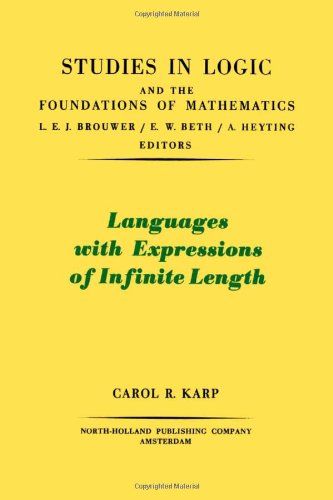 STUDIES IN LOGIC
AND THE
FOUNDATIONS OF MATHEMATICS
L. E. J. BROUWER / E. W. BETH / A. HEYTING
EDITORS
Languages
with Expressions
of Infinite Length
CAROL R. KARP
NORTH-HOLLAND PUBLISHING COMPANY
AMSTERDAM